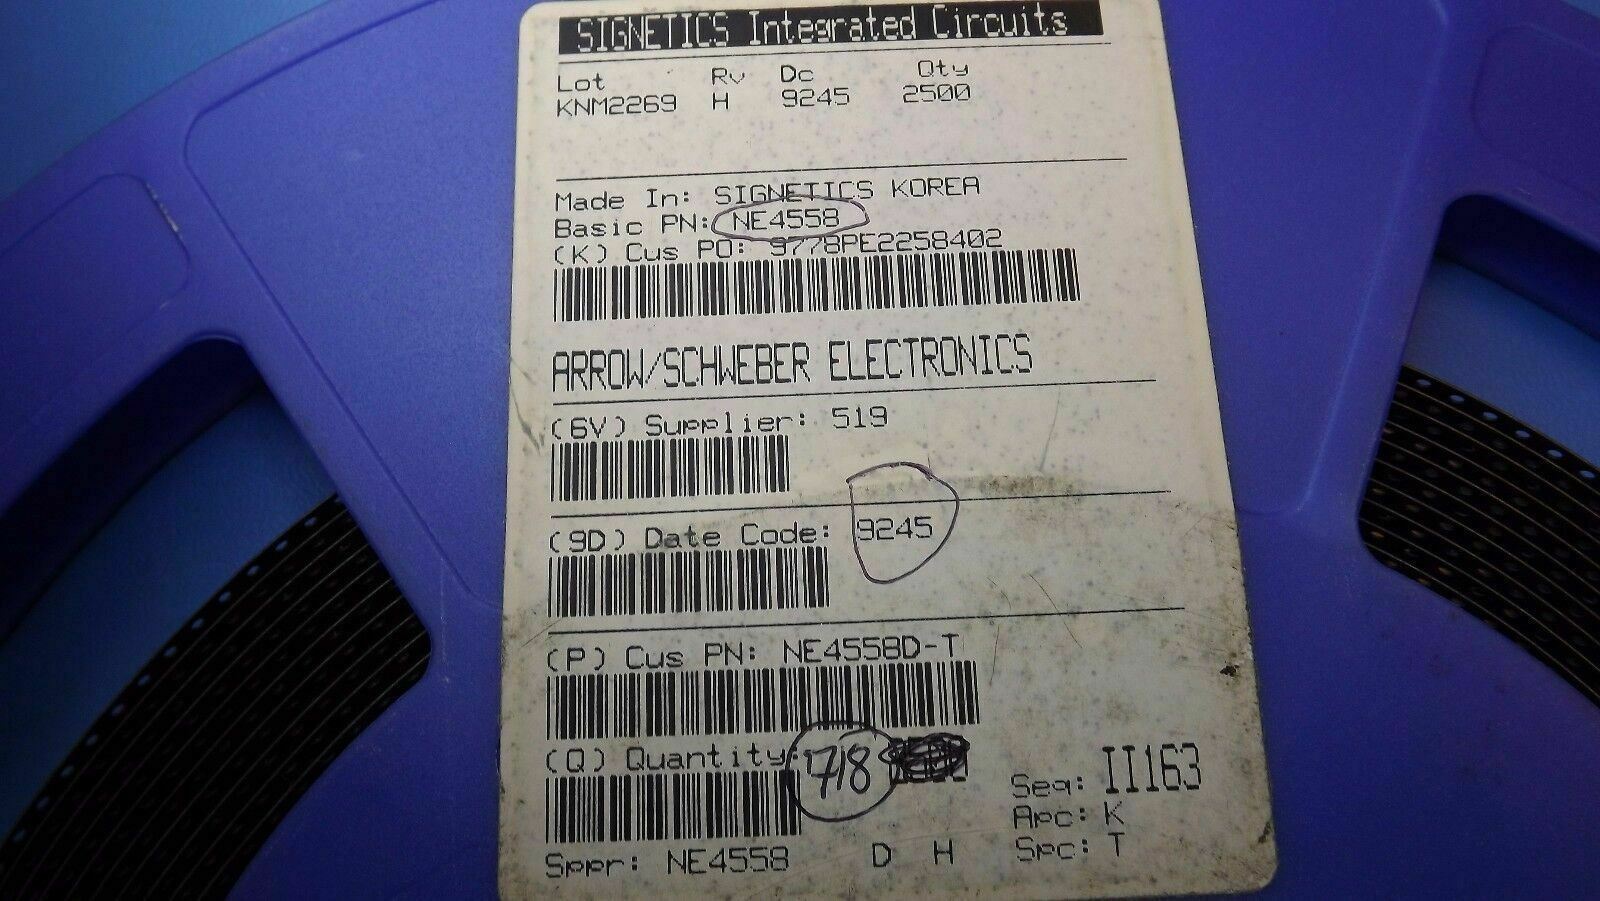 SIGNETICS Integrated Circuits
Lot Rv Dc Qty
KNM2269 H 9245 2500
Made In: SIGNETICS KOREA
Basic PN: NE4558
(K) Cus PO: 9778PE2258402
ARROW/SCHWEBER ELECTRONICS
(6V) Supplier: 519
(9D) Date Code: 9245
(P) Cus PN: NE4558D-T
(Q) Quantity: 1718
Seq: II163
Apc: K
Spc: T
Sppr: NE4558 D H